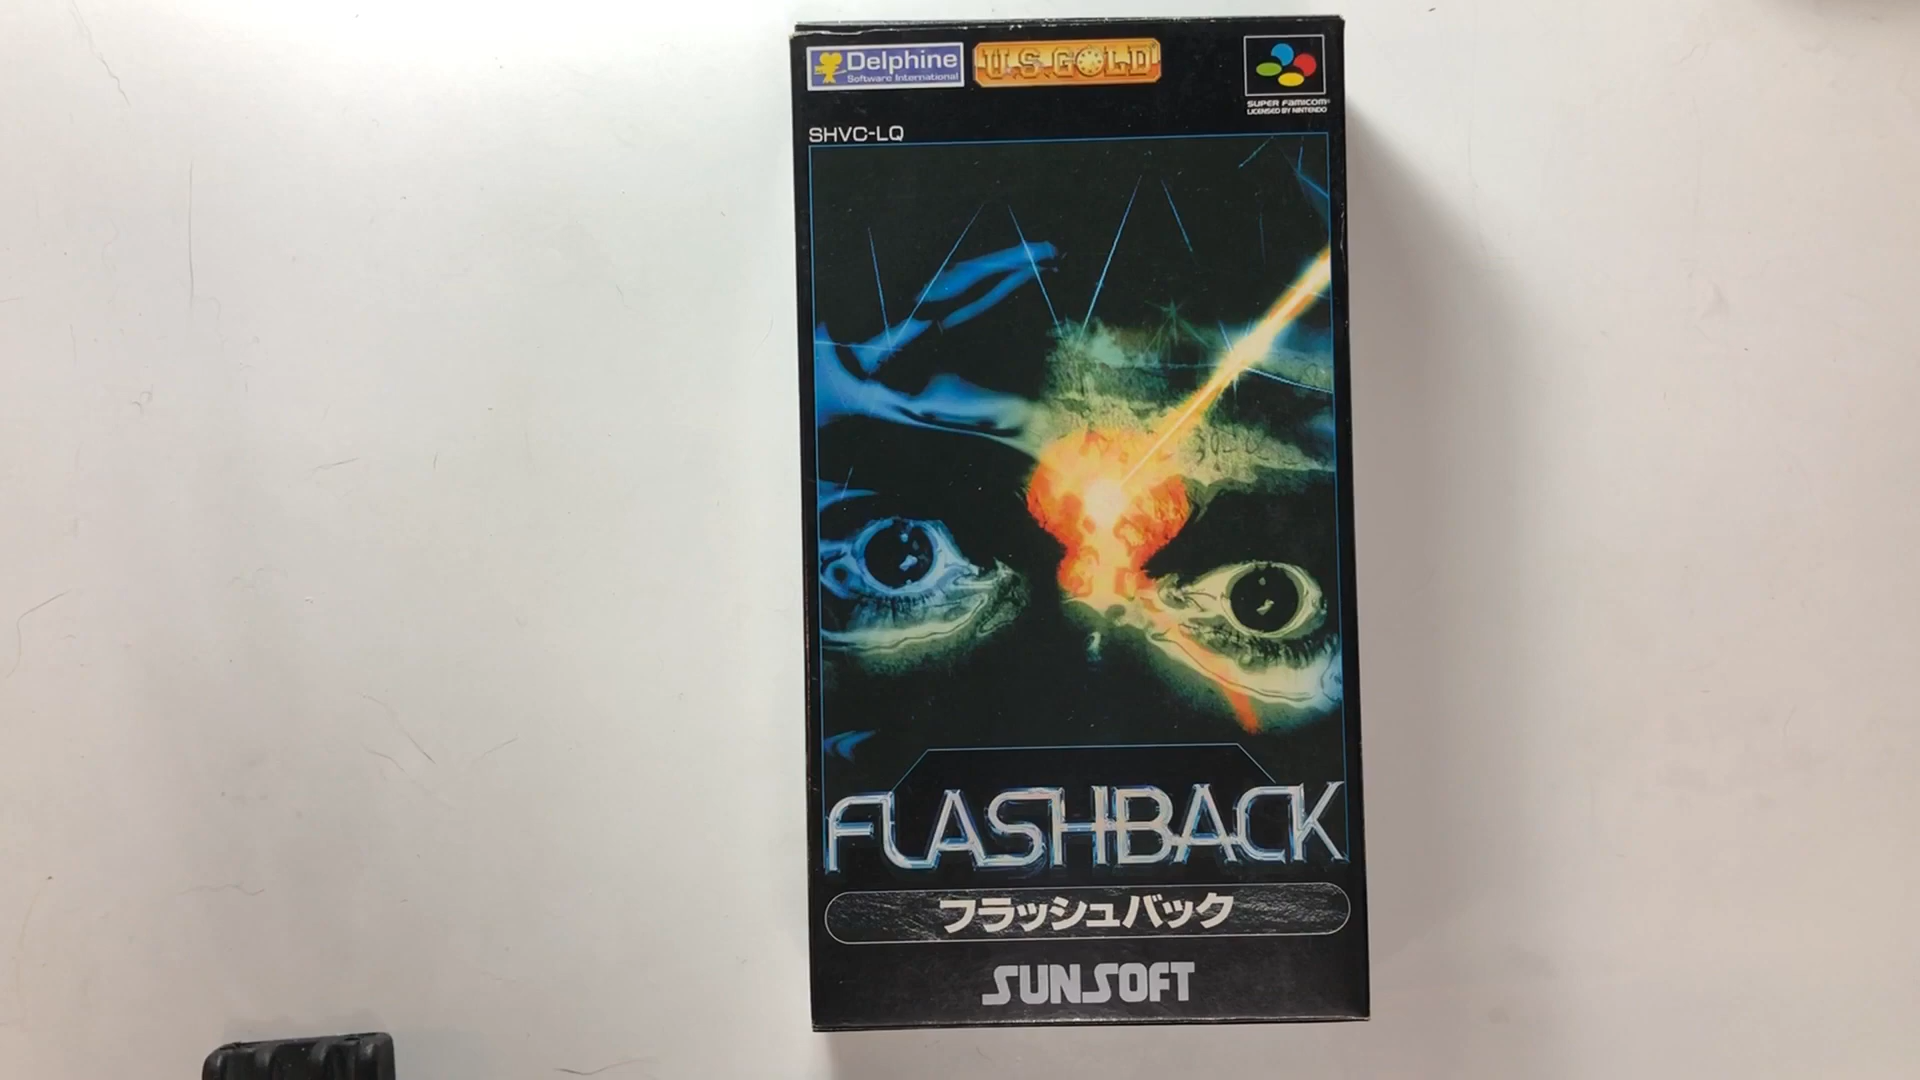 Delphine
Software International
U.S. GOLD
SUPER FAMICOM
LICENSED BY NINTENDO
SHVC-LQ
FLASHBACK
フラッシュバック
SUNSOFT